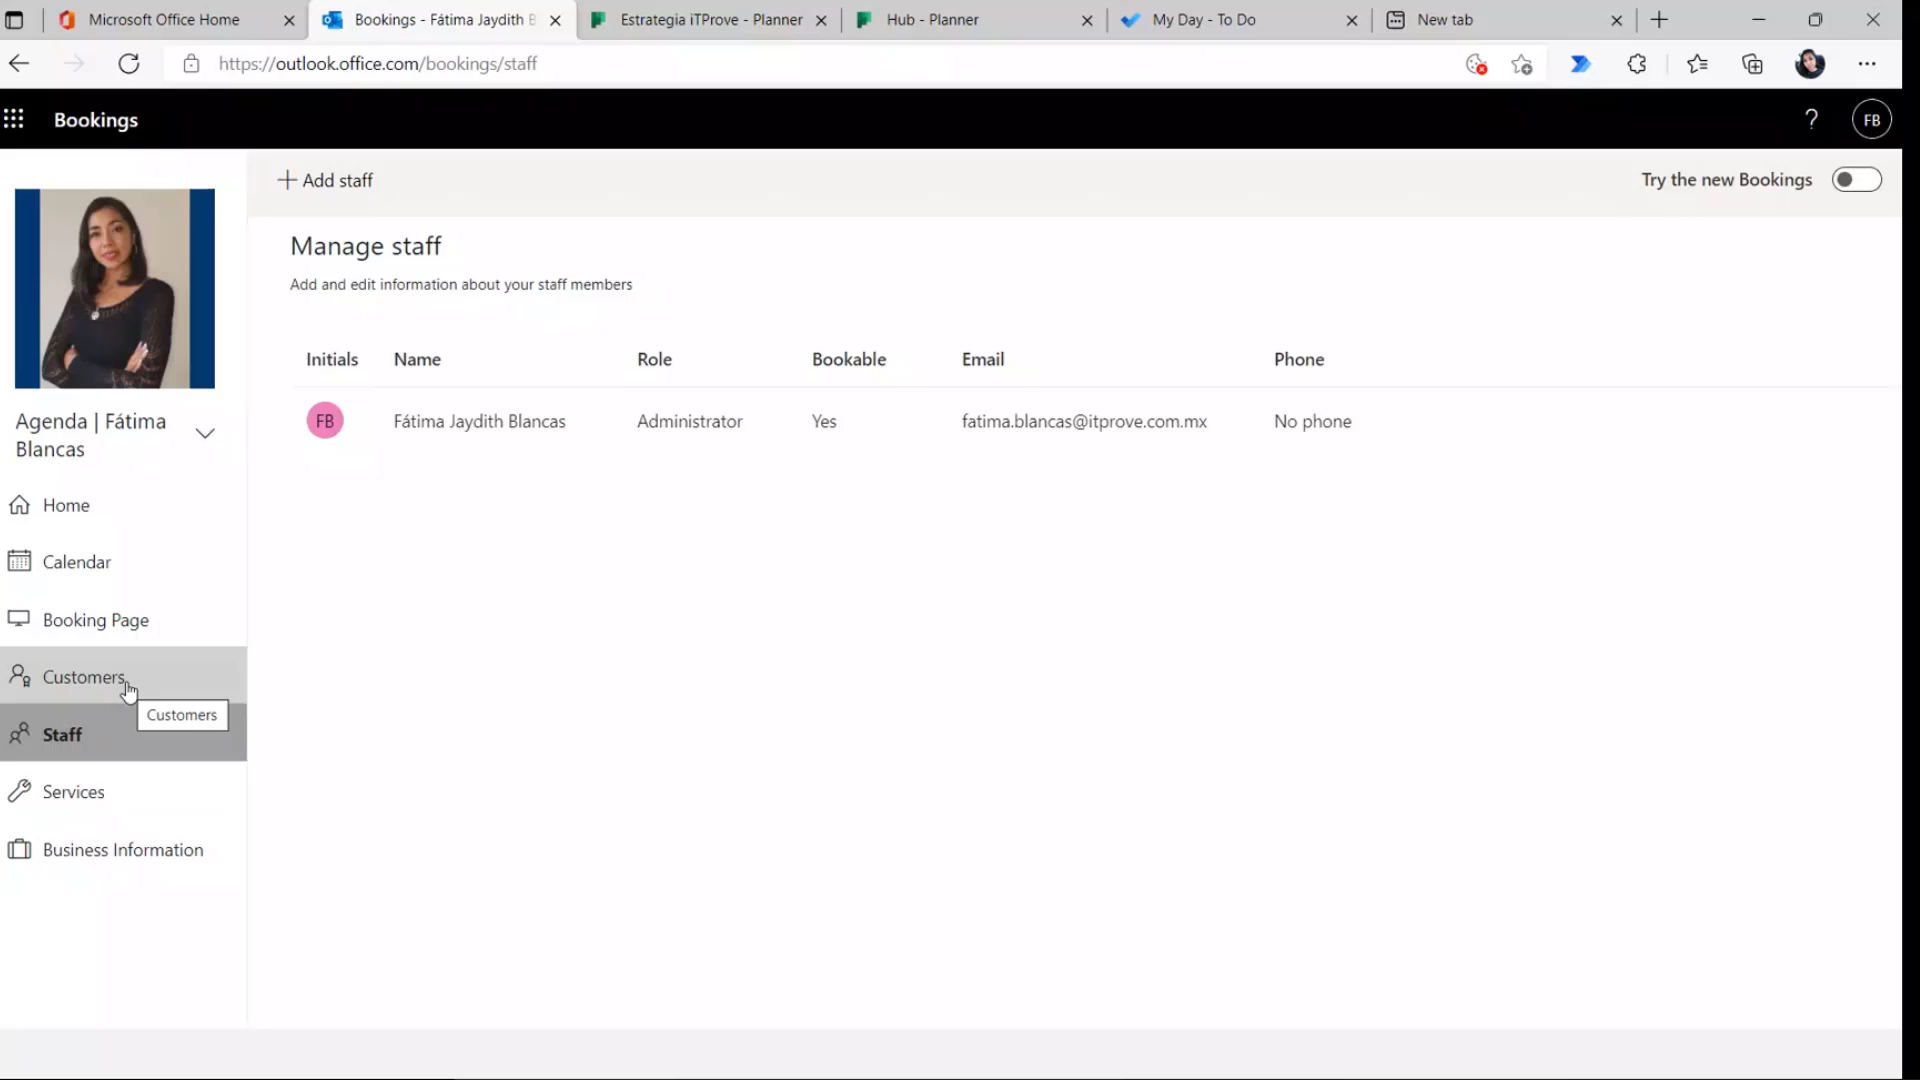 Microsoft Office Home
Bookings - Fátima Jaydith B
Estrategia iTProve - Planner
Hub - Planner
My Day - To Do
New tab
https://outlook.office.com/bookings/staff
Bookings
?
FB
Add staff
Try the new Bookings
Manage staff
Add and edit information about your staff members
Initials Name Role Bookable Email Phone
FB Fátima Jaydith Blancas Administrator Yes fatima.blancas@itprove.com.mx No phone
Agenda | Fátima
Blancas
Home
Calendar
Booking Page
Customers
Customers
Staff
Services
Business Information